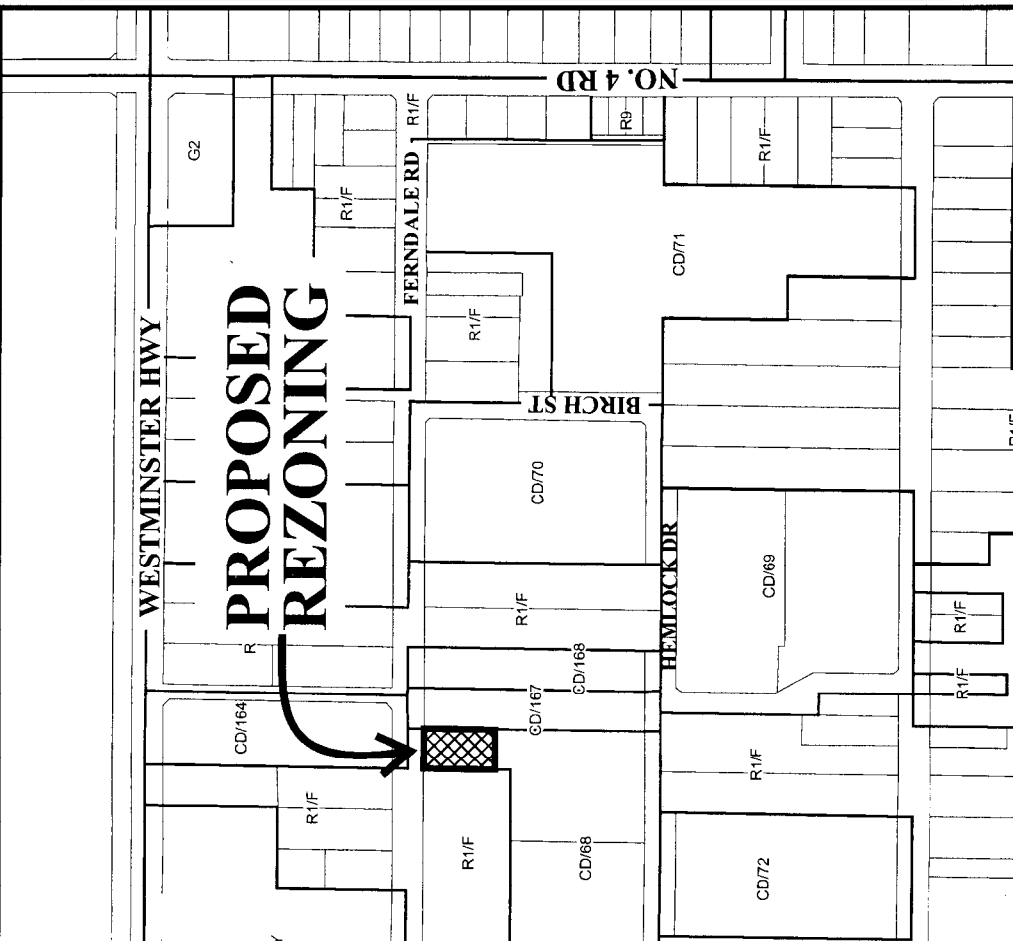 NO. 4 RD
G2
R1/F
R1/F
R9
R1/F
FERNDALE RD
CD/71
WESTMINSTER HWY
PROPOSED
REZONING
R1/F
BIRCH ST
CD/70
HEMLOCK DR
CD/69
R1/F
R1/F
R
CD/168
CD/167
R1/F
CD/164
R1/F
R1/F
R1/F
CD/68
CD/72